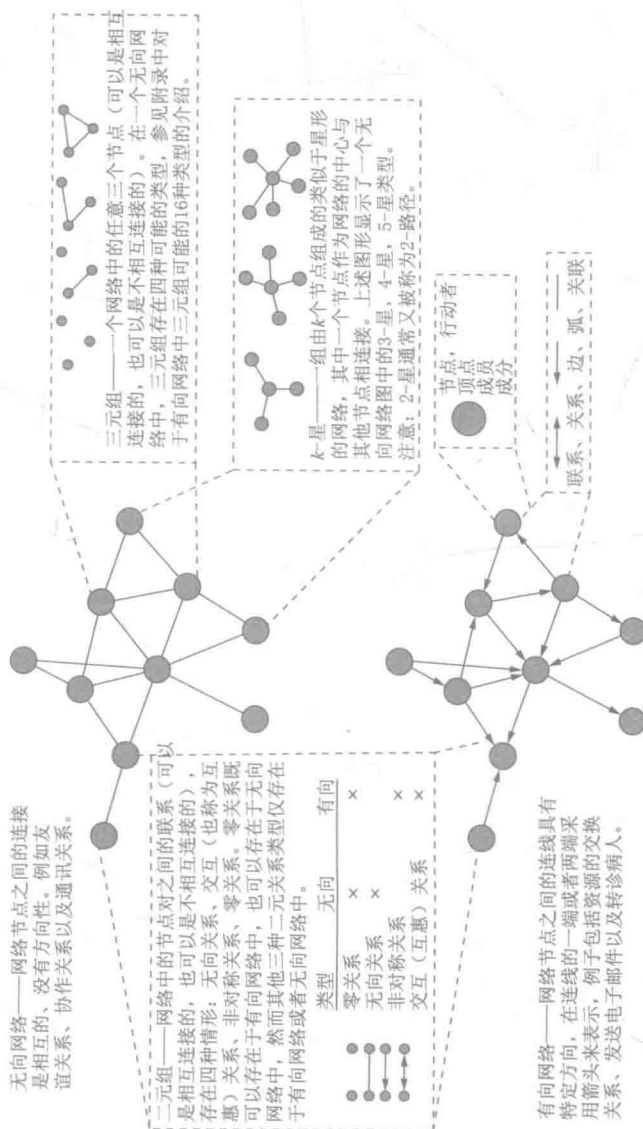 无向网络——网络节点之间的连接
是相互的、没有方向性。例如友
谊关系、协作关系以及通讯关系。
三元组——一个网络中的任意三个节点（可以是相互
连接的，也可以是不相互连接的）。在一个无向网
络中，三元组存在四种可能的类型，参见附录中对
于有向网络中三元组可能的16种类型的介绍。
二元组——网络中的节点对之间的联系（可以
是相互连接的，也可以是不相互连接的），
存在四种情形：无向关系、交互（也称为互
惠）关系、非对称关系、零关系。零关系既
可以存在于有向网络中，也可以存在于无向
网络中，然而其他三种二元关系类型仅存在
于有向网络或者无向网络中。
类型 无向 有向
零关系 × ×
无向关系 ×
非对称关系 ×
交互（互惠）关系 ×
k-星——一组由k个节点组成的类似于星形
的网络，其中一个节点作为网络的中心与
其他节点相连接。上述图形显示了一个无
向网络图中的3-星，4-星，5-星类型。
注意：2-星通常又被称为2-路径。
有向网络——网络节点之间的连线具有
特定方向，在连线的一端或者两端采
用箭头来表示，例子包括资源的交换
关系、发送电子邮件以及转诊病人。
节点，行动者
顶点
成员
成分
联系、关系、边、弧、关联